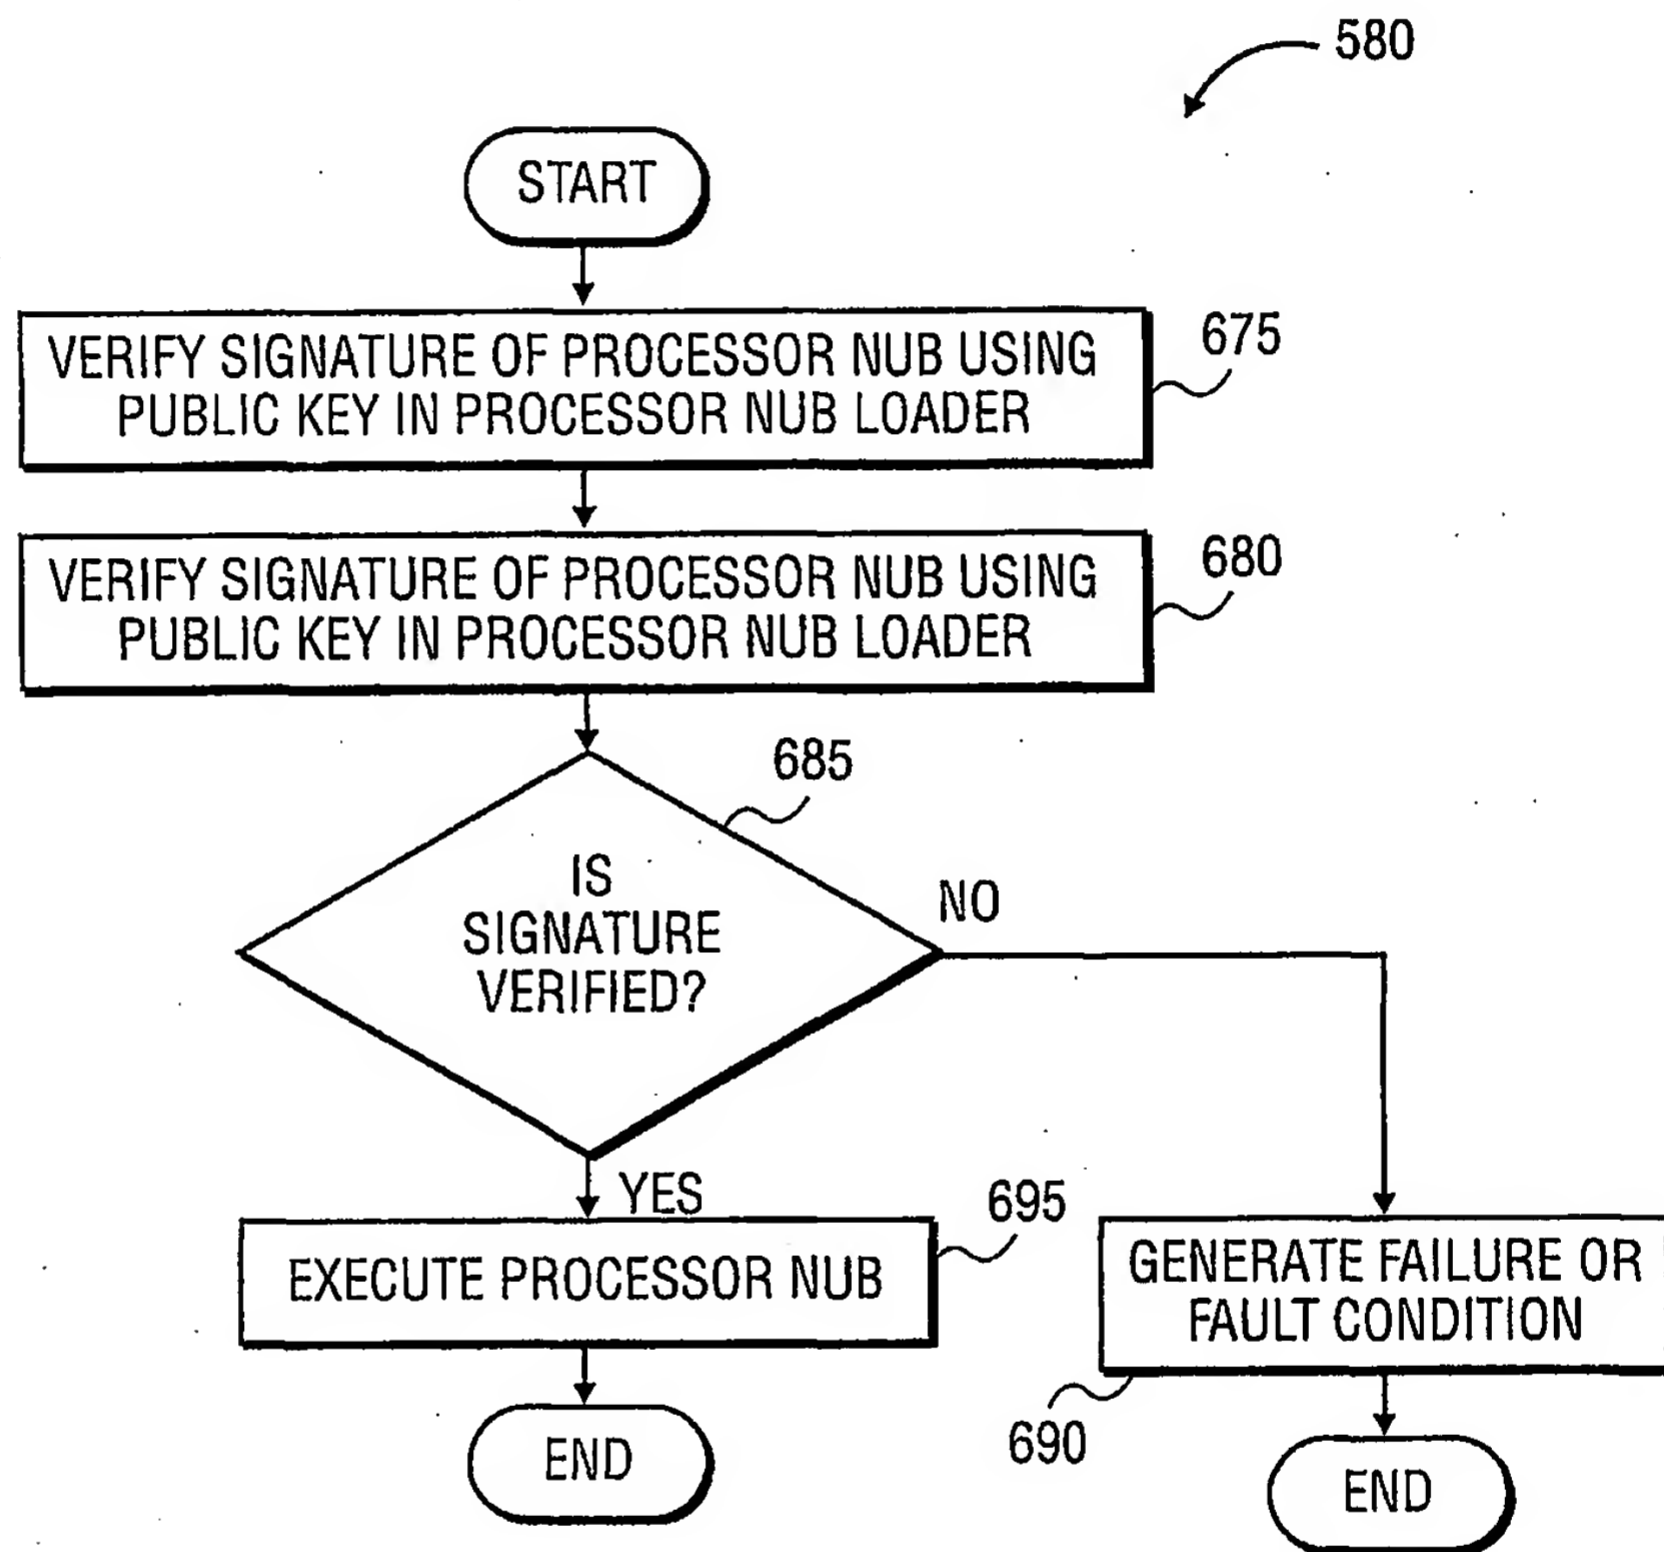 580
START
VERIFY SIGNATURE OF PROCESSOR NUB USING
PUBLIC KEY IN PROCESSOR NUB LOADER
675
VERIFY SIGNATURE OF PROCESSOR NUB USING
PUBLIC KEY IN PROCESSOR NUB LOADER
680
685
IS
SIGNATURE
VERIFIED?
NO
YES
EXECUTE PROCESSOR NUB
695
GENERATE FAILURE OR
FAULT CONDITION
690
END
END